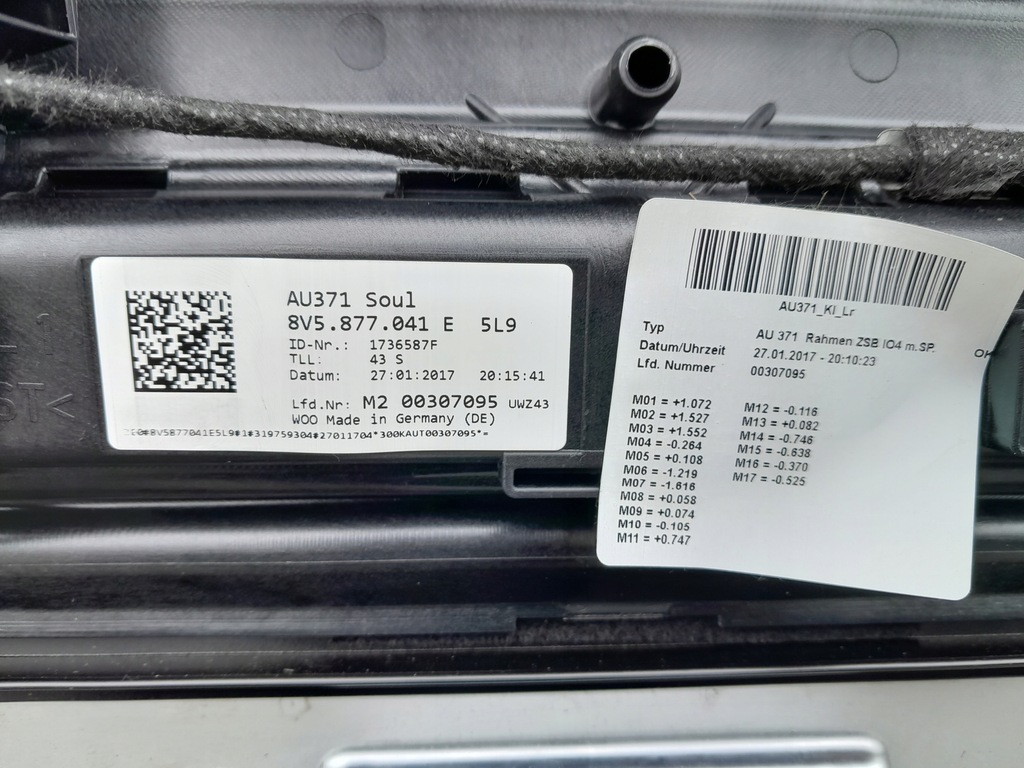 AU371 Soul
8V5.877.041 E 5L9
ID-Nr.: 1736587F
TLL: 43 S
Datum: 27:01:2017 20:15:41
Lfd.Nr: M2 00307095 UWZ43
WOO Made in Germany (DE)
AU371_Kl_Lr
Typ AU 371 Rahmen ZSB IO4 m.SP. OK
Datum/Uhrzeit 27.01.2017 - 20:10:23
Lfd. Nummer 00307095
M01 = +1.072 M12 = -0.116
M02 = +1.527 M13 = +0.082
M03 = +1.552 M14 = -0.746
M04 = -0.264 M15 = -0.638
M05 = +0.108 M16 = -0.370
M06 = -1.219 M17 = -0.525
M07 = -1.616
M08 = +0.058
M09 = +0.074
M10 = -0.105
M11 = +0.747